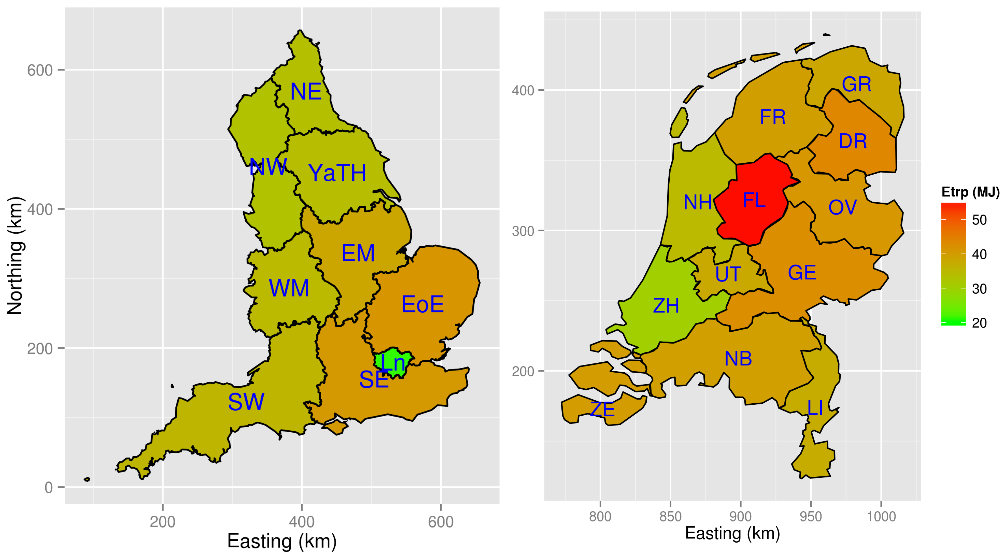 600
400
200
0
Northing (km)
200
400
600
Easting (km)
NE
NW
YaTH
EM
WM
EoE
Ln
SE
SW
400
300
200
800
850
900
950
1000
Easting (km)
GR
FR
DR
NH
FL
OV
UT
GE
ZH
NB
ZE
LI
Etrp (MJ)
50
40
30
20